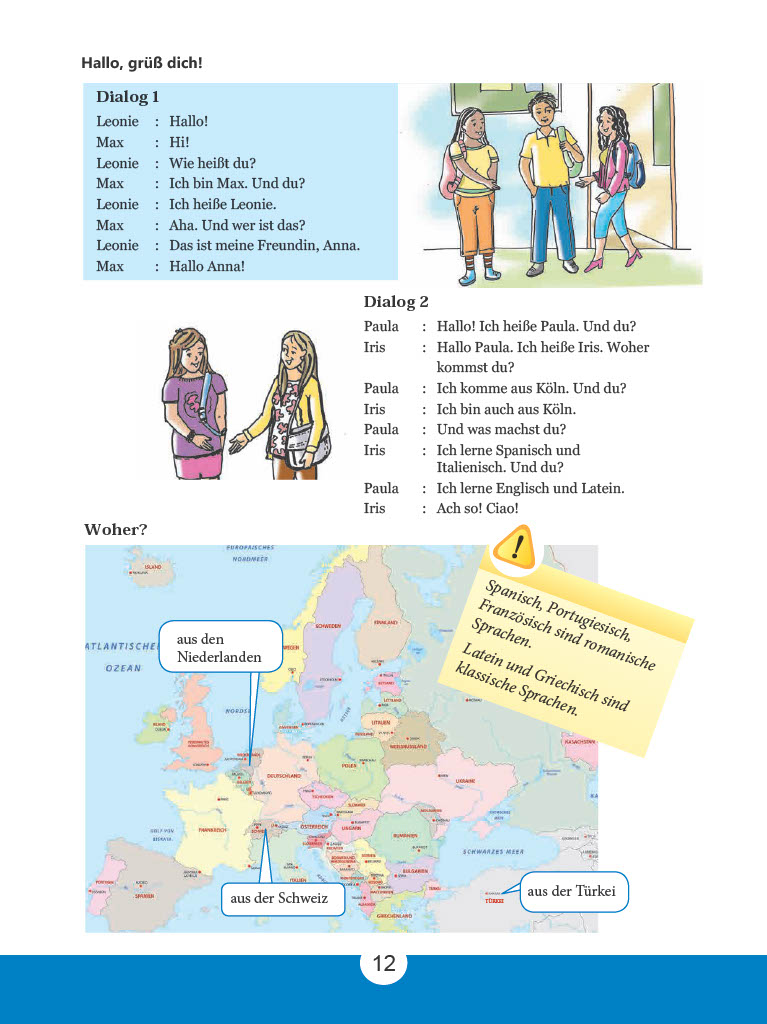 Hallo, grüß dich!
Dialog 1
Leonie : Hallo!
Max : Hi!
Leonie : Wie heißt du?
Max : Ich bin Max. Und du?
Leonie : Ich heiße Leonie.
Max : Aha. Und wer ist das?
Leonie : Das ist meine Freundin, Anna.
Max : Hallo Anna!
Dialog 2
Paula : Hallo! Ich heiße Paula. Und du?
Iris : Hallo Paula. Ich heiße Iris. Woher
kommst du?
Paula : Ich komme aus Köln. Und du?
Iris : Ich bin auch aus Köln.
Paula : Und was machst du?
Iris : Ich lerne Spanisch und
Italienisch. Und du?
Paula : Ich lerne Englisch und Latein.
Iris : Ach so! Ciao!
Woher?
!
Spanisch, Portugiesisch,
Französisch sind romanische
Sprachen.
Latein und Griechisch sind
klassische Sprachen.
EUROPÄISCHES
NORDMEER
ISLAND
SCHWEDEN
FINNLAND
aus den
Niederlanden
OZEAN
ESTLAND
LETTLAND
LITAUEN
WEIßRUSSLAND
IRLAND
POLEN
DEUTSCHLAND
KASACHSTAN
UKRAINE
TSCHECHIEN
FRANKREICH
ÖSTERREICH
UNGARN
RUMÄNIEN
SCHWARZES MEER
BULGARIEN
ITALIEN
SPANIEN
GRIECHENLAND
TÜRKEI
aus der Schweiz
aus der Türkei
12